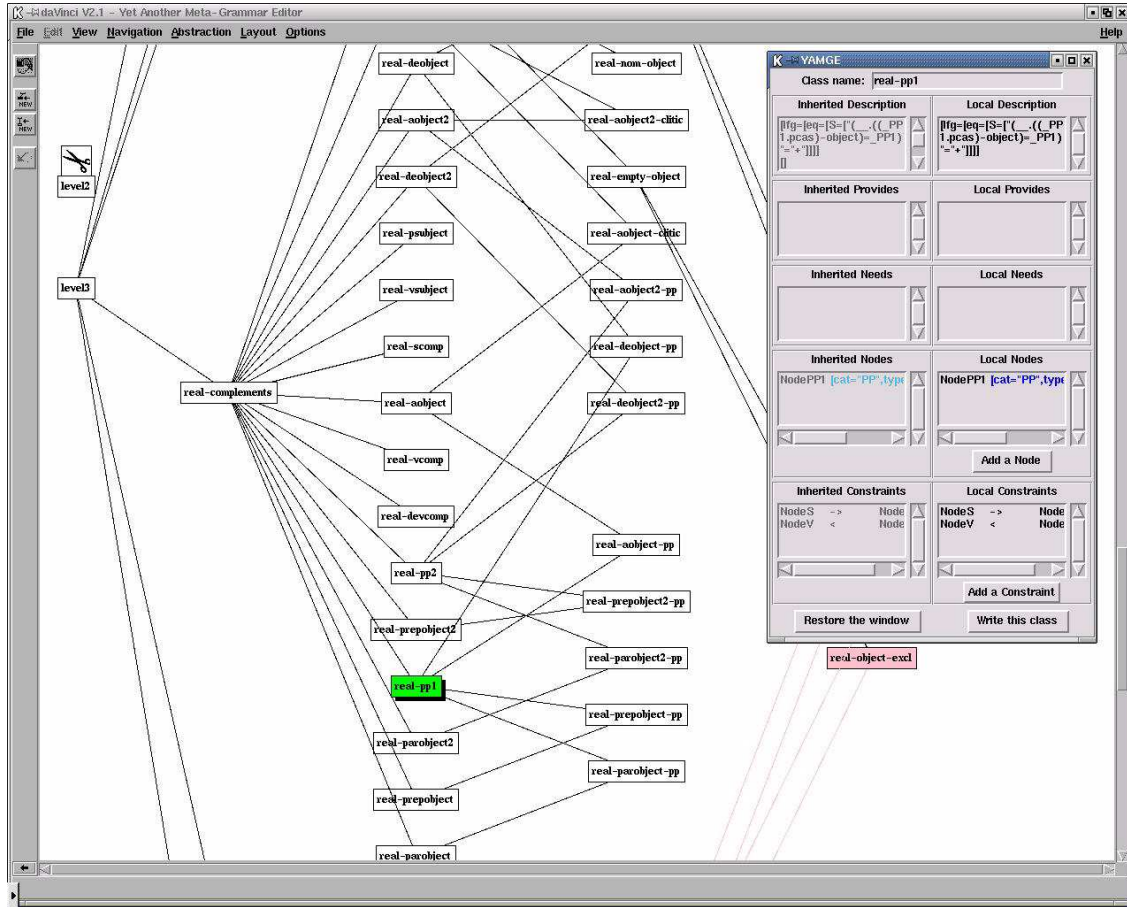 daVinci V2.1 - Yet Another Meta-Grammar Editor
File Edit View Navigation Abstraction Layout Options Help
NEW
NEW
level2
level3
real-complements
real-deobject
real-aobject2
real-deobject2
real-psubject
real-vsubject
real-scomp
real-aobject
real-vcomp
real-devcomp
real-pp2
real-prepobject2
real-pp1
real-parobject2
real-prepobject
real-parobject
real-nom-object
real-aobject2-clitic
real-empty-object
real-aobject-clitic
real-aobject2-pp
real-deobject-pp
real-deobject2-pp
real-aobject-pp
real-prepobject2-pp
real-parobject2-pp
real-prepobject-pp
real-parobject-pp
real-object-excl
YAMGE
Class name: real-pp1
Inherited Description
[lfg=[eq=[S=["(__.((_PP
1.pcas)-object)=_PP1)
"="+"]]]]
[]
Local Description
[lfg=[eq=[S=["(__.((_PP
1.pcas)-object)=_PP1)
"="+"]]]]
Inherited Provides
Local Provides
Inherited Needs
Local Needs
Inherited Nodes
NodePP1 [cat="PP",type
Local Nodes
NodePP1 [cat="PP",type
Add a Node
Inherited Constraints
NodeS -> Node
NodeV < Node
Local Constraints
NodeS -> Node
NodeV < Node
Add a Constraint
Restore the window
Write this class